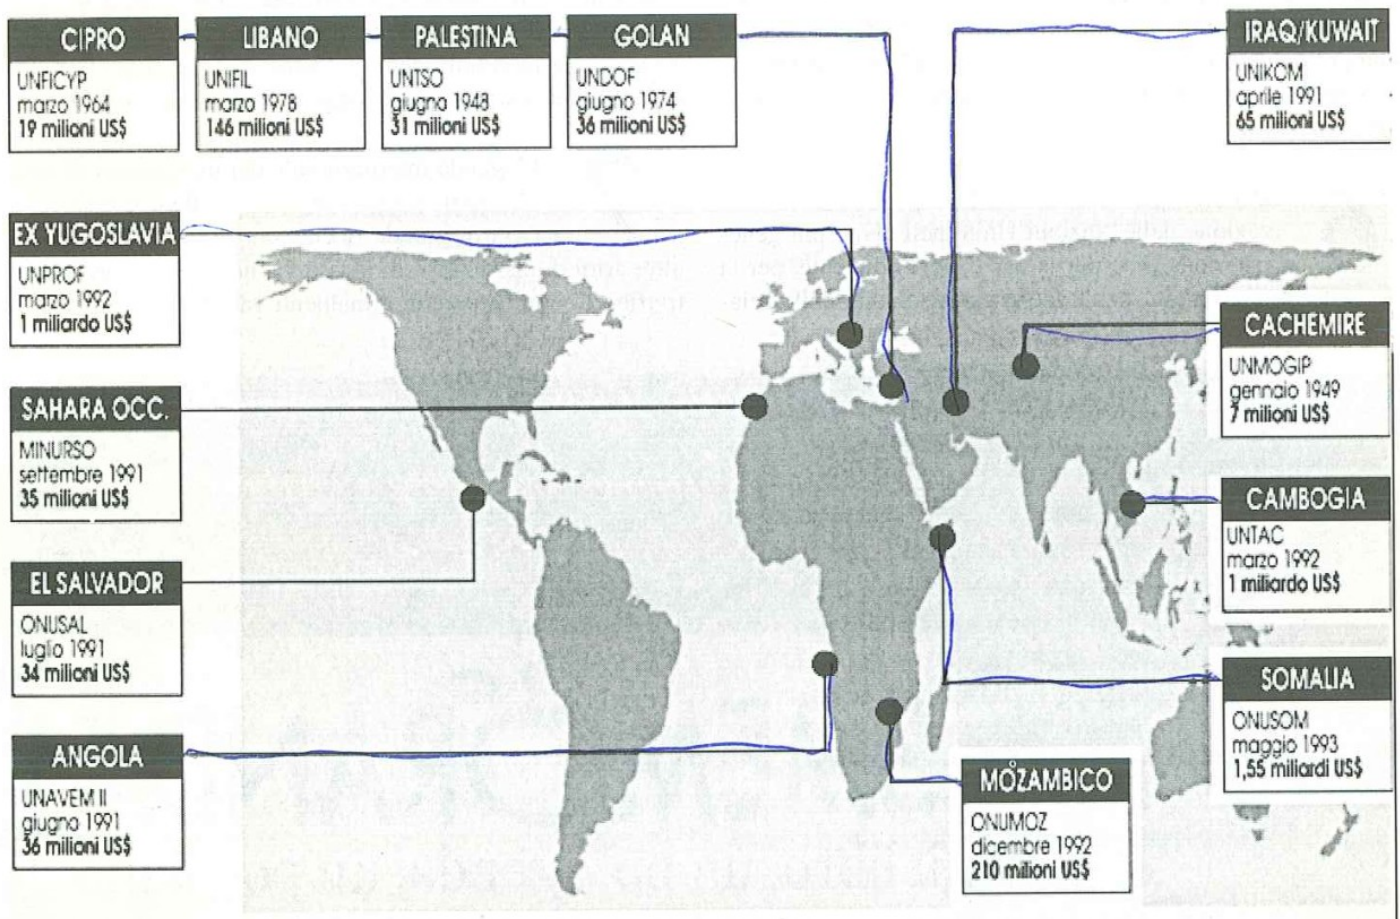 CIPRO
UNFICYP
marzo 1964
19 milioni US$
LIBANO
UNIFIL
marzo 1978
146 milioni US$
PALESTINA
UNTSO
giugno 1948
31 milioni US$
GOLAN
UNDOF
giugno 1974
36 milioni US$
IRAQ/KUWAIT
UNIKOM
aprile 1991
65 milioni US$
EX YUGOSLAVIA
UNPROF
marzo 1992
1 miliardo US$
CACHEMIRE
UNMOGIP
gennaio 1949
7 milioni US$
SAHARA OCC.
MINURSO
settembre 1991
35 milioni US$
CAMBOGIA
UNTAC
marzo 1992
1 miliardo US$
EL SALVADOR
ONUSAL
luglio 1991
34 milioni US$
SOMALIA
ONUSOM
maggio 1993
1,55 miliardi US$
ANGOLA
UNAVEM II
giugno 1991
36 milioni US$
MOZAMBICO
ONUMOZ
dicembre 1992
210 milioni US$